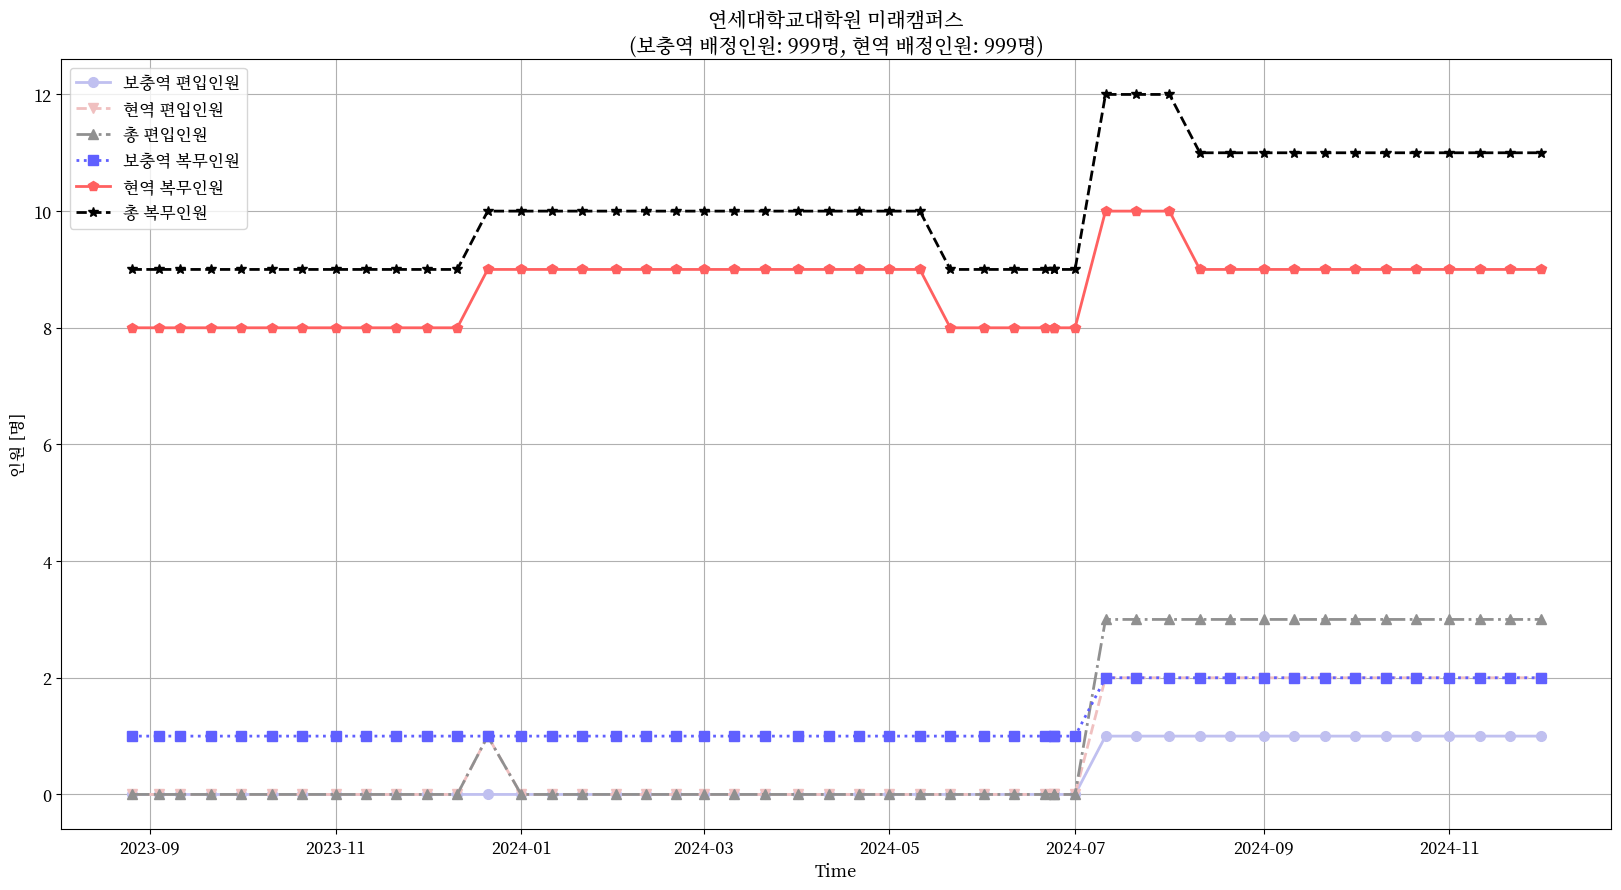 연세대학교대학원 미래캠퍼스
(보충역 배정인원: 999명, 현역 배정인원: 999명)
보충역 편입인원
현역 편입인원
총 편입인원
보충역 복무인원
현역 복무인원
총 복무인원
12
10
8
6
4
2
0
인원 [명]
2023-09
2023-11
2024-01
2024-03
2024-05
2024-07
2024-09
2024-11
Time